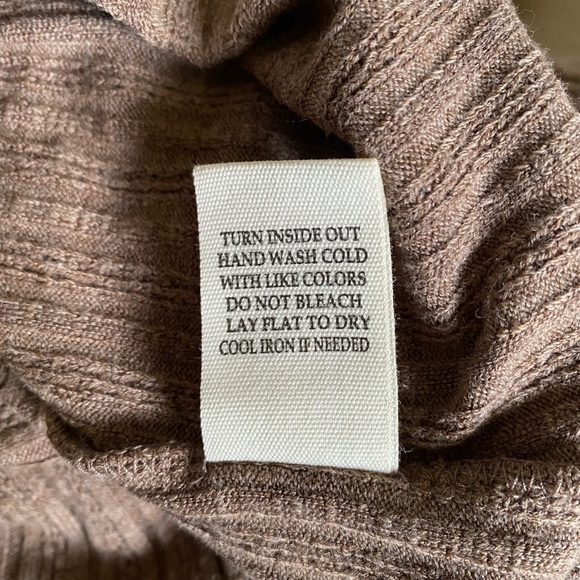 TURN INSIDE OUT
HAND WASH COLD
WITH LIKE COLORS
DO NOT BLEACH
LAY FLAT TO DRY
COOL IRON IF NEEDED